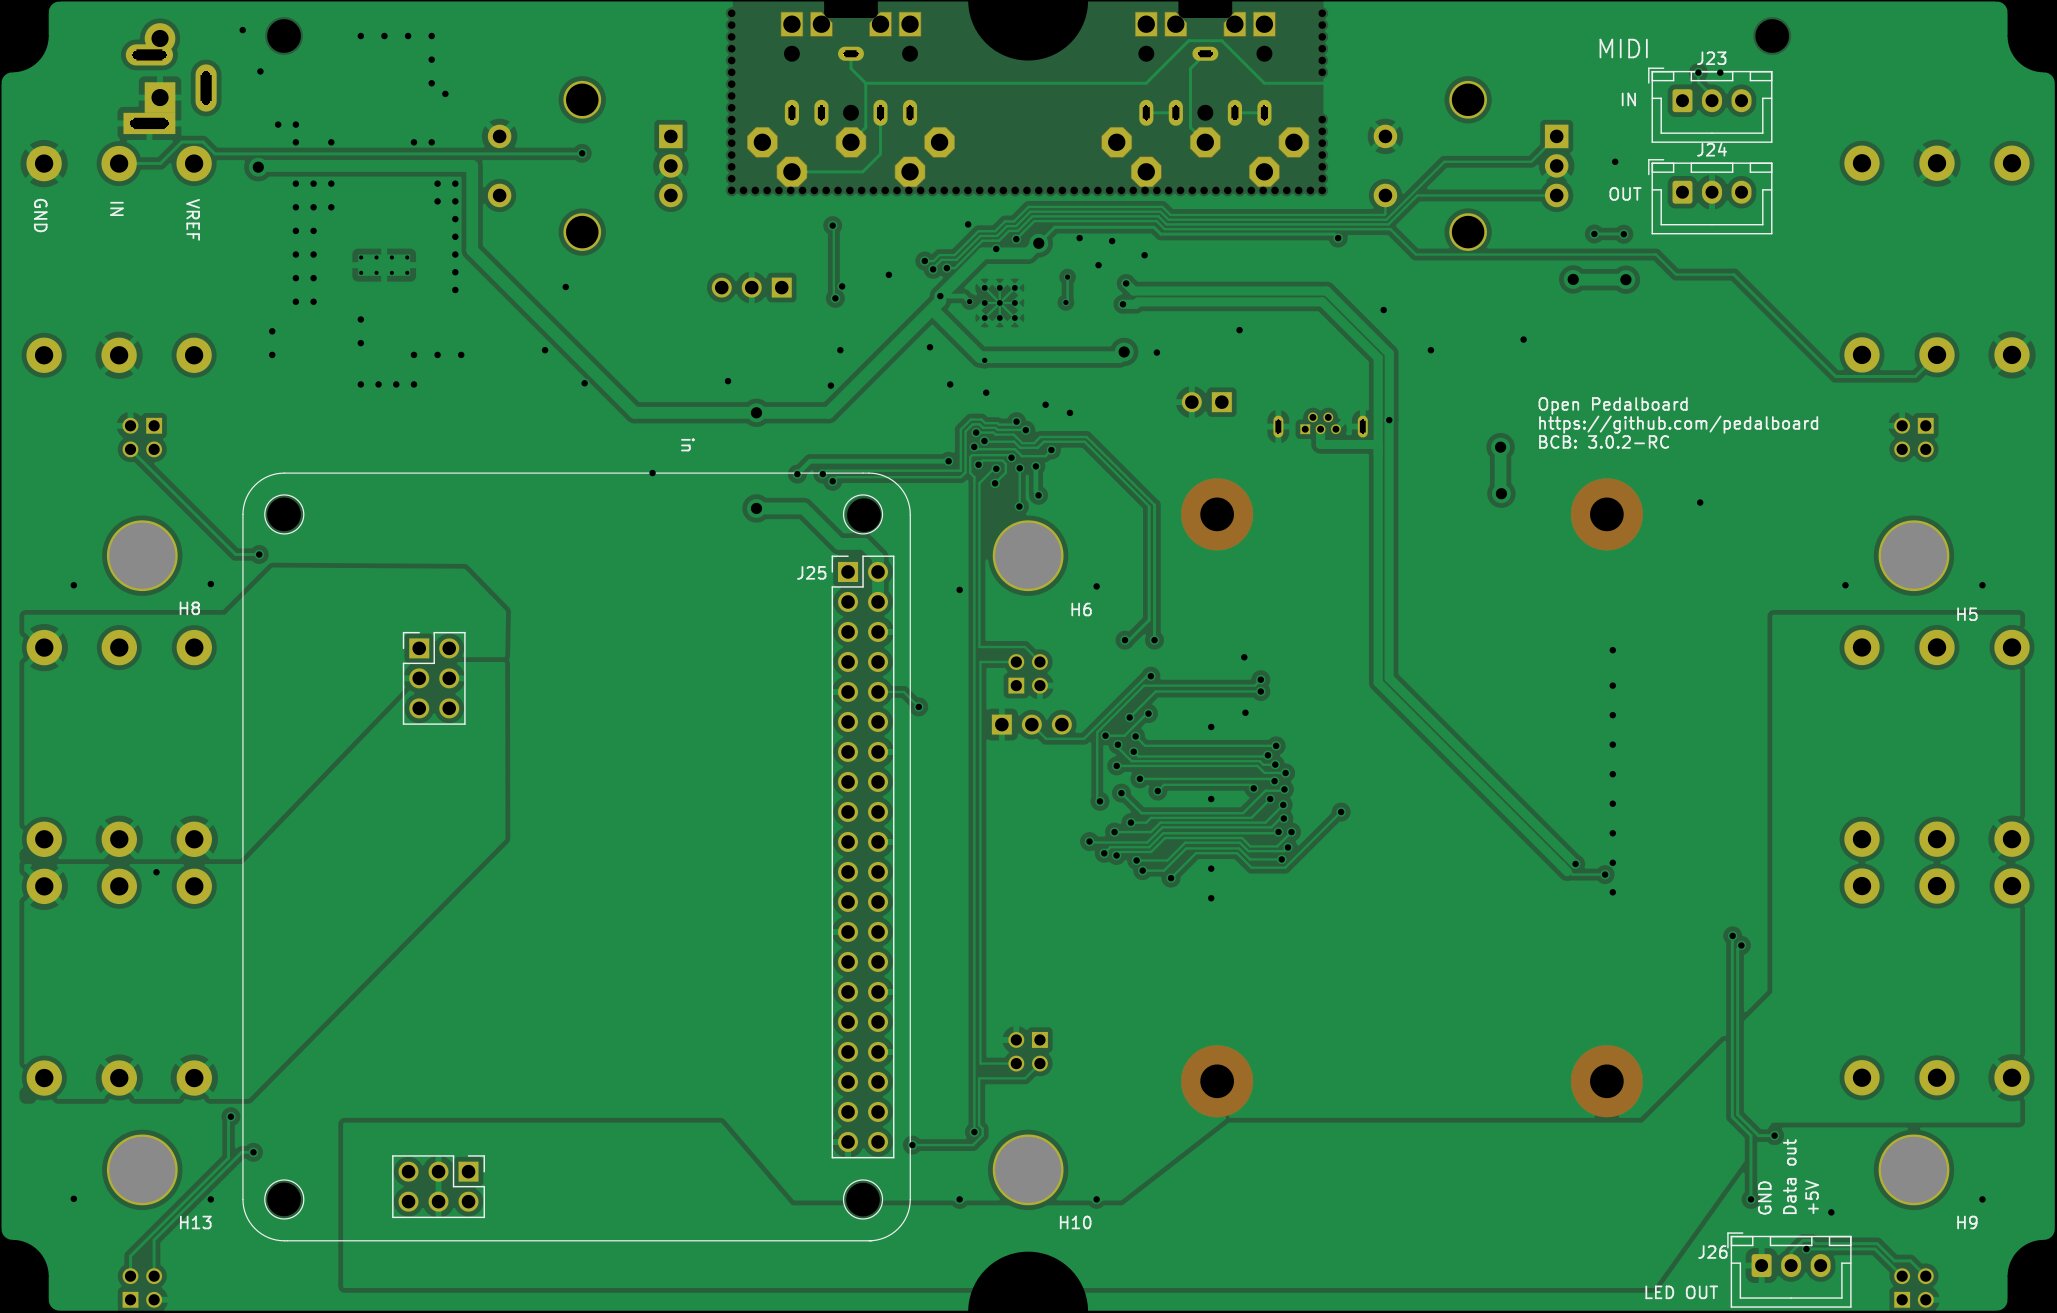 MIDI
J23
IN
J24
OUT
GND
IN
VREF
Open Pedalboard
https://github.com/pedalboard
BCB: 3.0.2-RC
in
J25
H8
H6
H5
H13
H10
H9
GND
Data out
+5V
J26
LED OUT